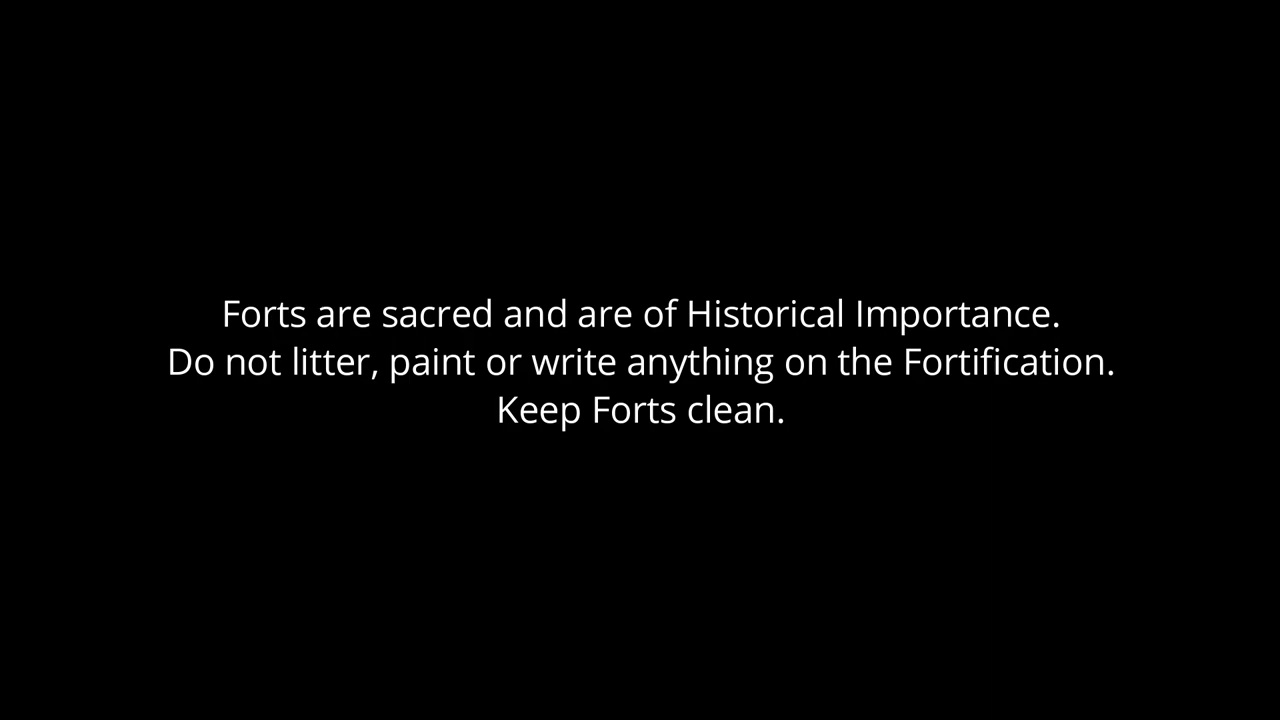 Forts are sacred and are of Historical Importance.
Do not litter, paint or write anything on the Fortification.
Keep Forts clean.